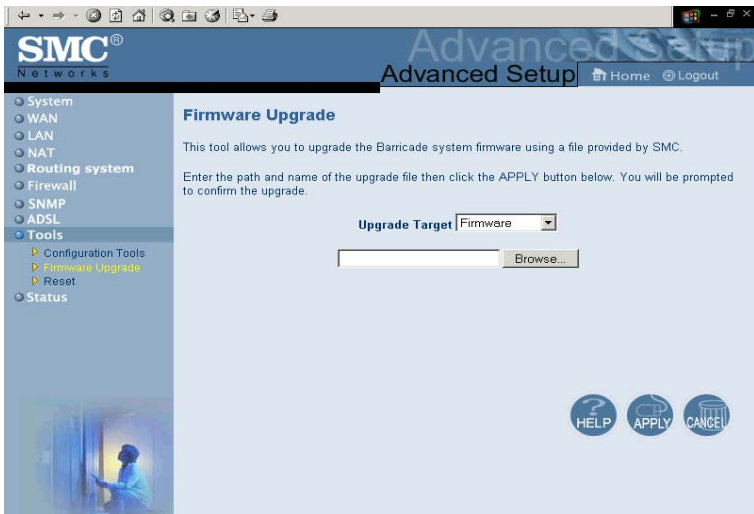 SMC®
Networks
Advanced Setup
Advanced Setup
Home
Logout
System
WAN
LAN
NAT
Routing system
Firewall
SNMP
ADSL
Tools
Configuration Tools
Firmware Upgrade
Reset
Status
Firmware Upgrade
This tool allows you to upgrade the Barricade system firmware using a file provided by SMC.
Enter the path and name of the upgrade file then click the APPLY button below. You will be prompted
to confirm the upgrade.
Upgrade Target Firmware
Browse...
HELP
APPLY
CANCEL